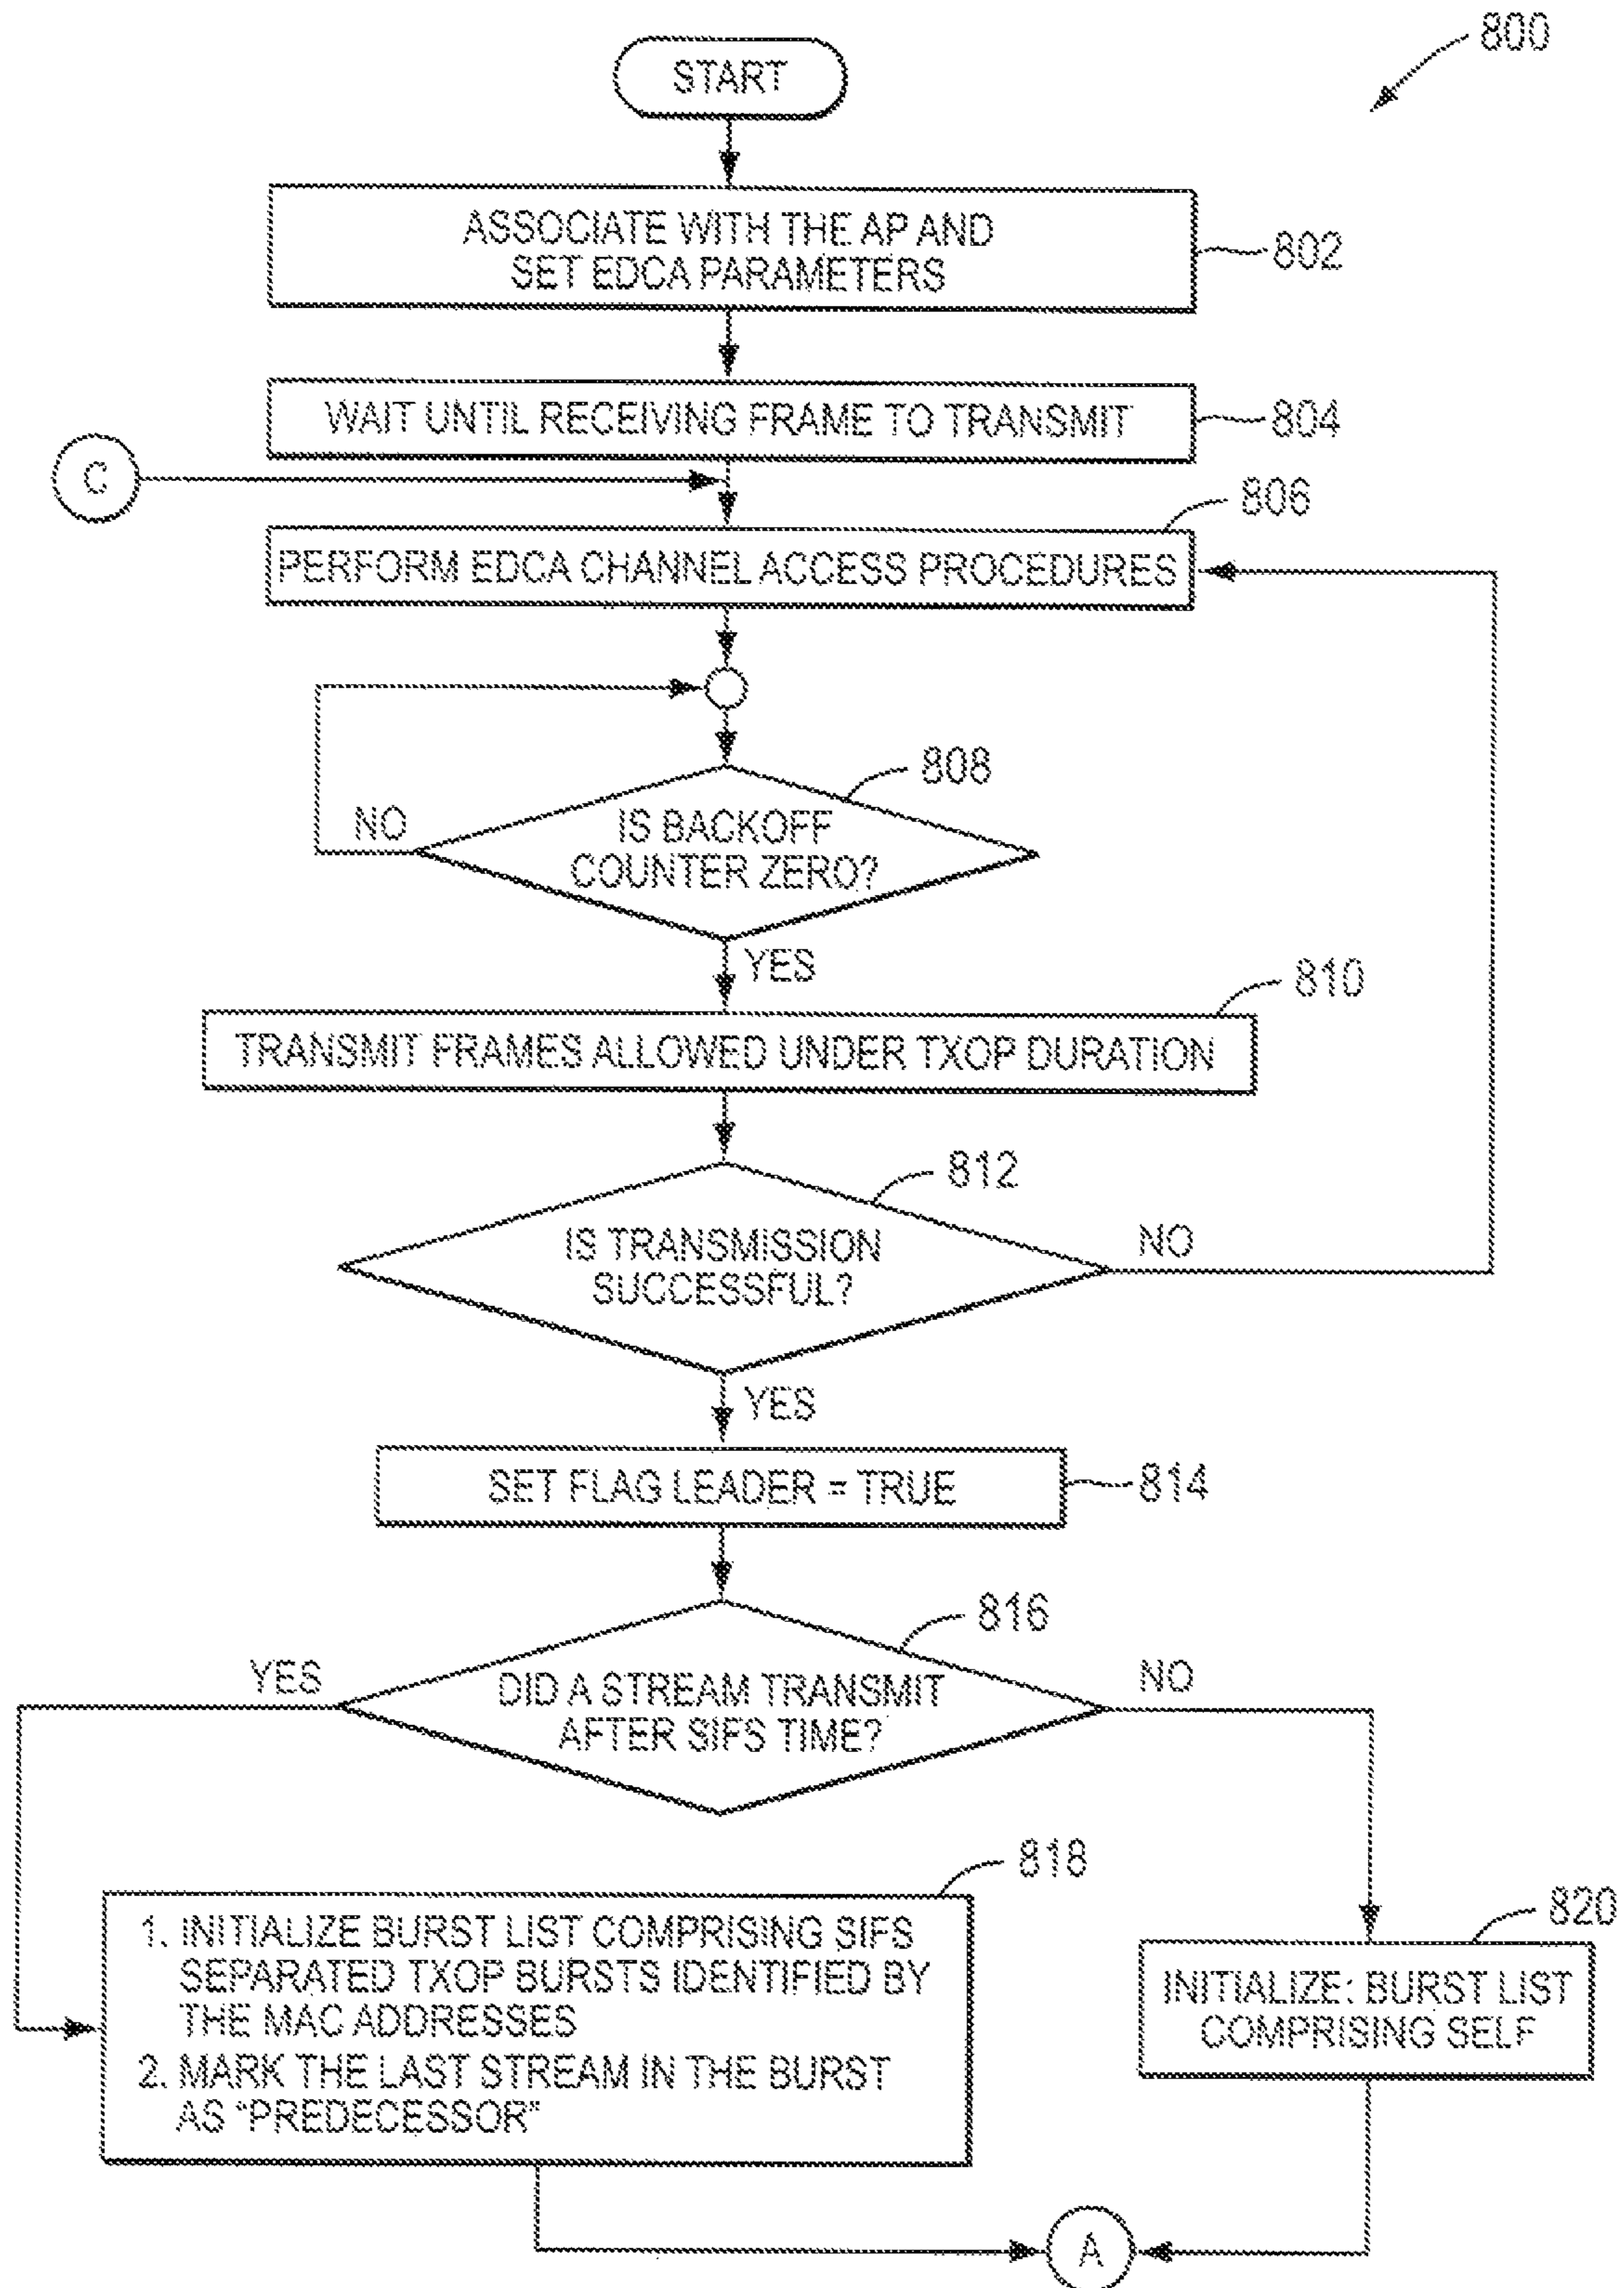 800
START
ASSOCIATE WITH THE AP AND
SET EDCA PARAMETERS
802
WAIT UNTIL RECEIVING FRAME TO TRANSMIT
804
C
806
PERFORM EDCA CHANNEL ACCESS PROCEDURES
808
NO
IS BACKOFF
COUNTER ZERO?
YES
810
TRANSMIT FRAMES ALLOWED UNDER TXOP DURATION
812
IS TRANSMISSION
SUCCESSFUL?
NO
YES
SET FLAG LEADER = TRUE
814
816
YES
DID A STREAM TRANSMIT
AFTER SIFS TIME?
NO
818
1. INITIALIZE BURST LIST COMPRISING SIFS
SEPARATED TXOP BURSTS IDENTIFIED BY
THE MAC ADDRESSES
2. MARK THE LAST STREAM IN THE BURST
AS "PREDECESSOR"
820
INITIALIZE: BURST LIST
COMPRISING SELF
A